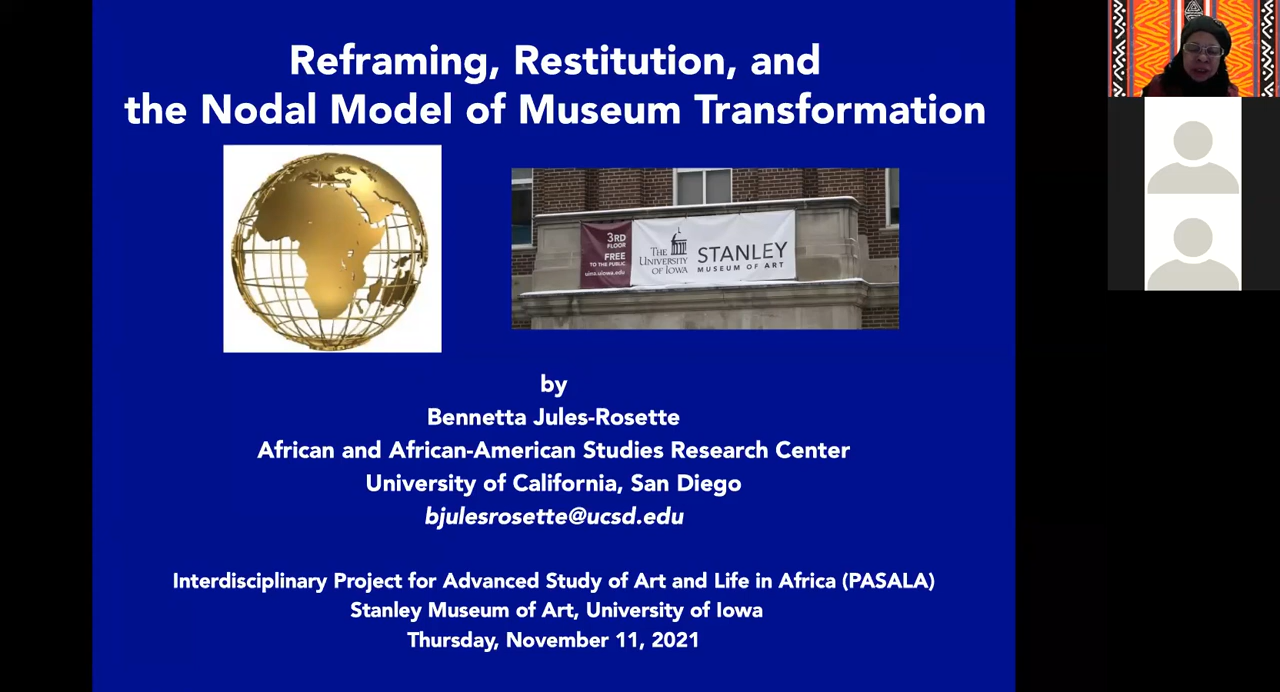 Reframing, Restitution, and
the Nodal Model of Museum Transformation
3RD
FLOOR
FREE
TO THE PUBLIC
uima.uiowa.edu
THE
UNIVERSITY
OF IOWA
STANLEY
MUSEUM OF ART
by
Bennetta Jules-Rosette
African and African-American Studies Research Center
University of California, San Diego
bjulesrosette@ucsd.edu
Interdisciplinary Project for Advanced Study of Art and Life in Africa (PASALA)
Stanley Museum of Art, University of Iowa
Thursday, November 11, 2021